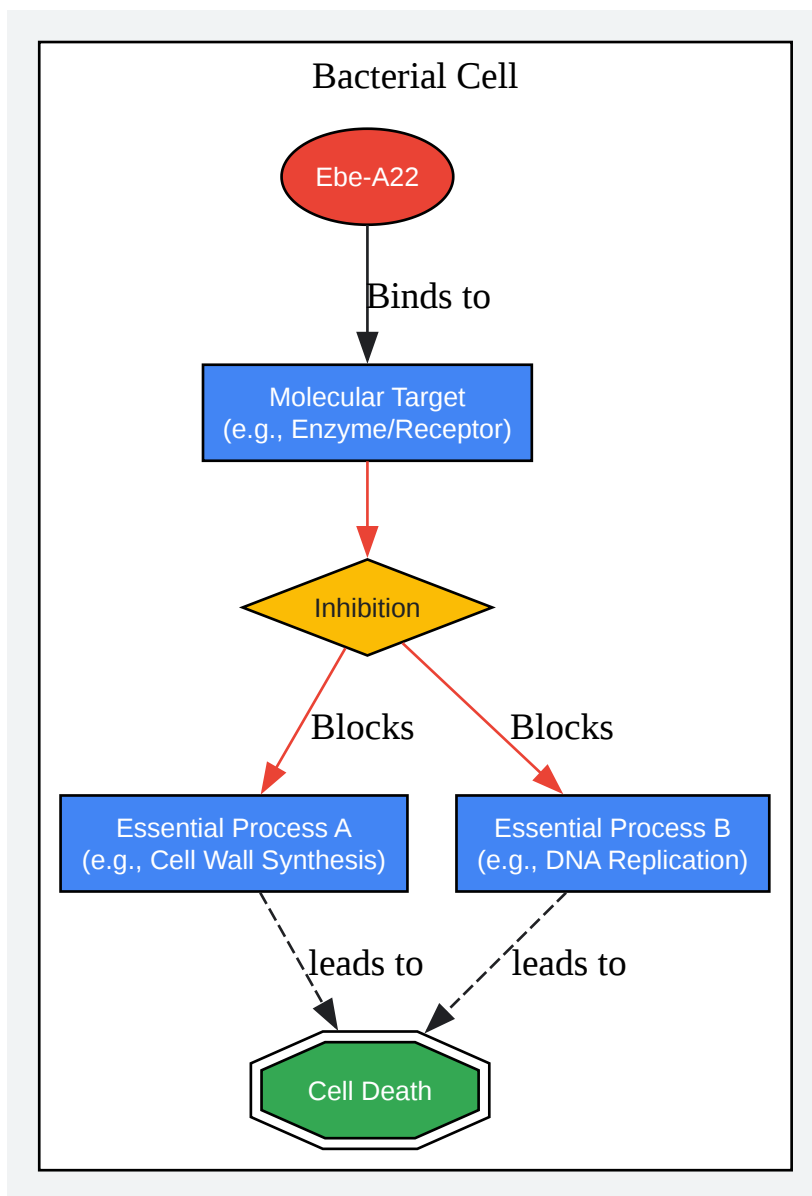 Bacterial Cell
Ebe-A22
Binds to
Molecular Target
(e.g., Enzyme/Receptor)
Inhibition
Blocks
Blocks
Essential Process A
(e.g., Cell Wall Synthesis)
Essential Process B
(e.g., DNA Replication)
leads to
leads to
Cell Death